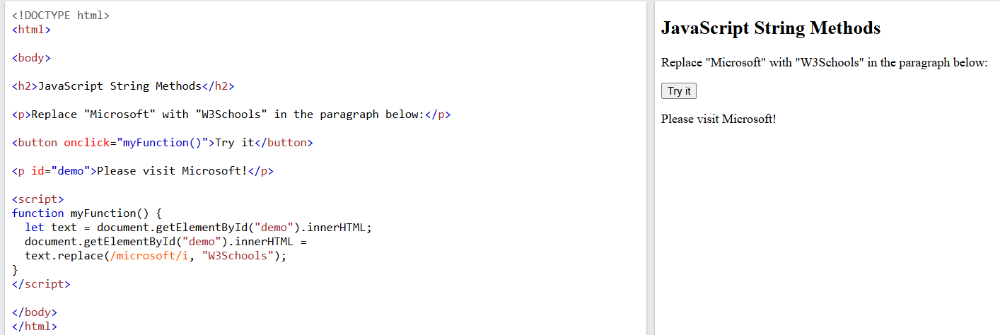 <!DOCTYPE html>
<html>
<body>
<h2>JavaScript String Methods</h2>
<p>Replace "Microsoft" with "W3Schools" in the paragraph below:</p>
<button onclick="myFunction()">Try it</button>
<p id="demo">Please visit Microsoft!</p>
<script>
function myFunction() {
  let text = document.getElementById("demo").innerHTML;
  document.getElementById("demo").innerHTML =
  text.replace(/microsoft/i, "W3Schools");
}
</script>
</body>
</html>
JavaScript String Methods
Replace "Microsoft" with "W3Schools" in the paragraph below:
Try it
Please visit Microsoft!